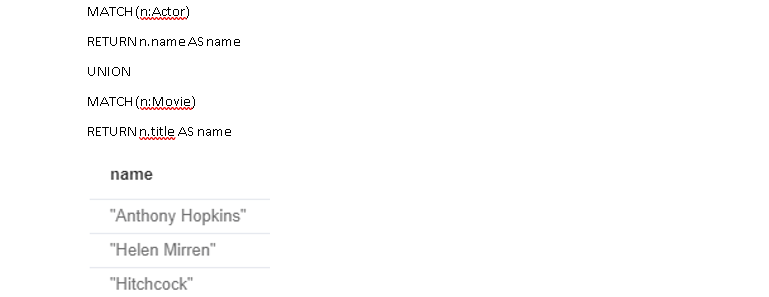 MATCH (n:Actor)
RETURN n.name AS name
UNION
MATCH (n:Movie)
RETURN n.title AS name
name
"Anthony Hopkins"
"Helen Mirren"
"Hitchcock"